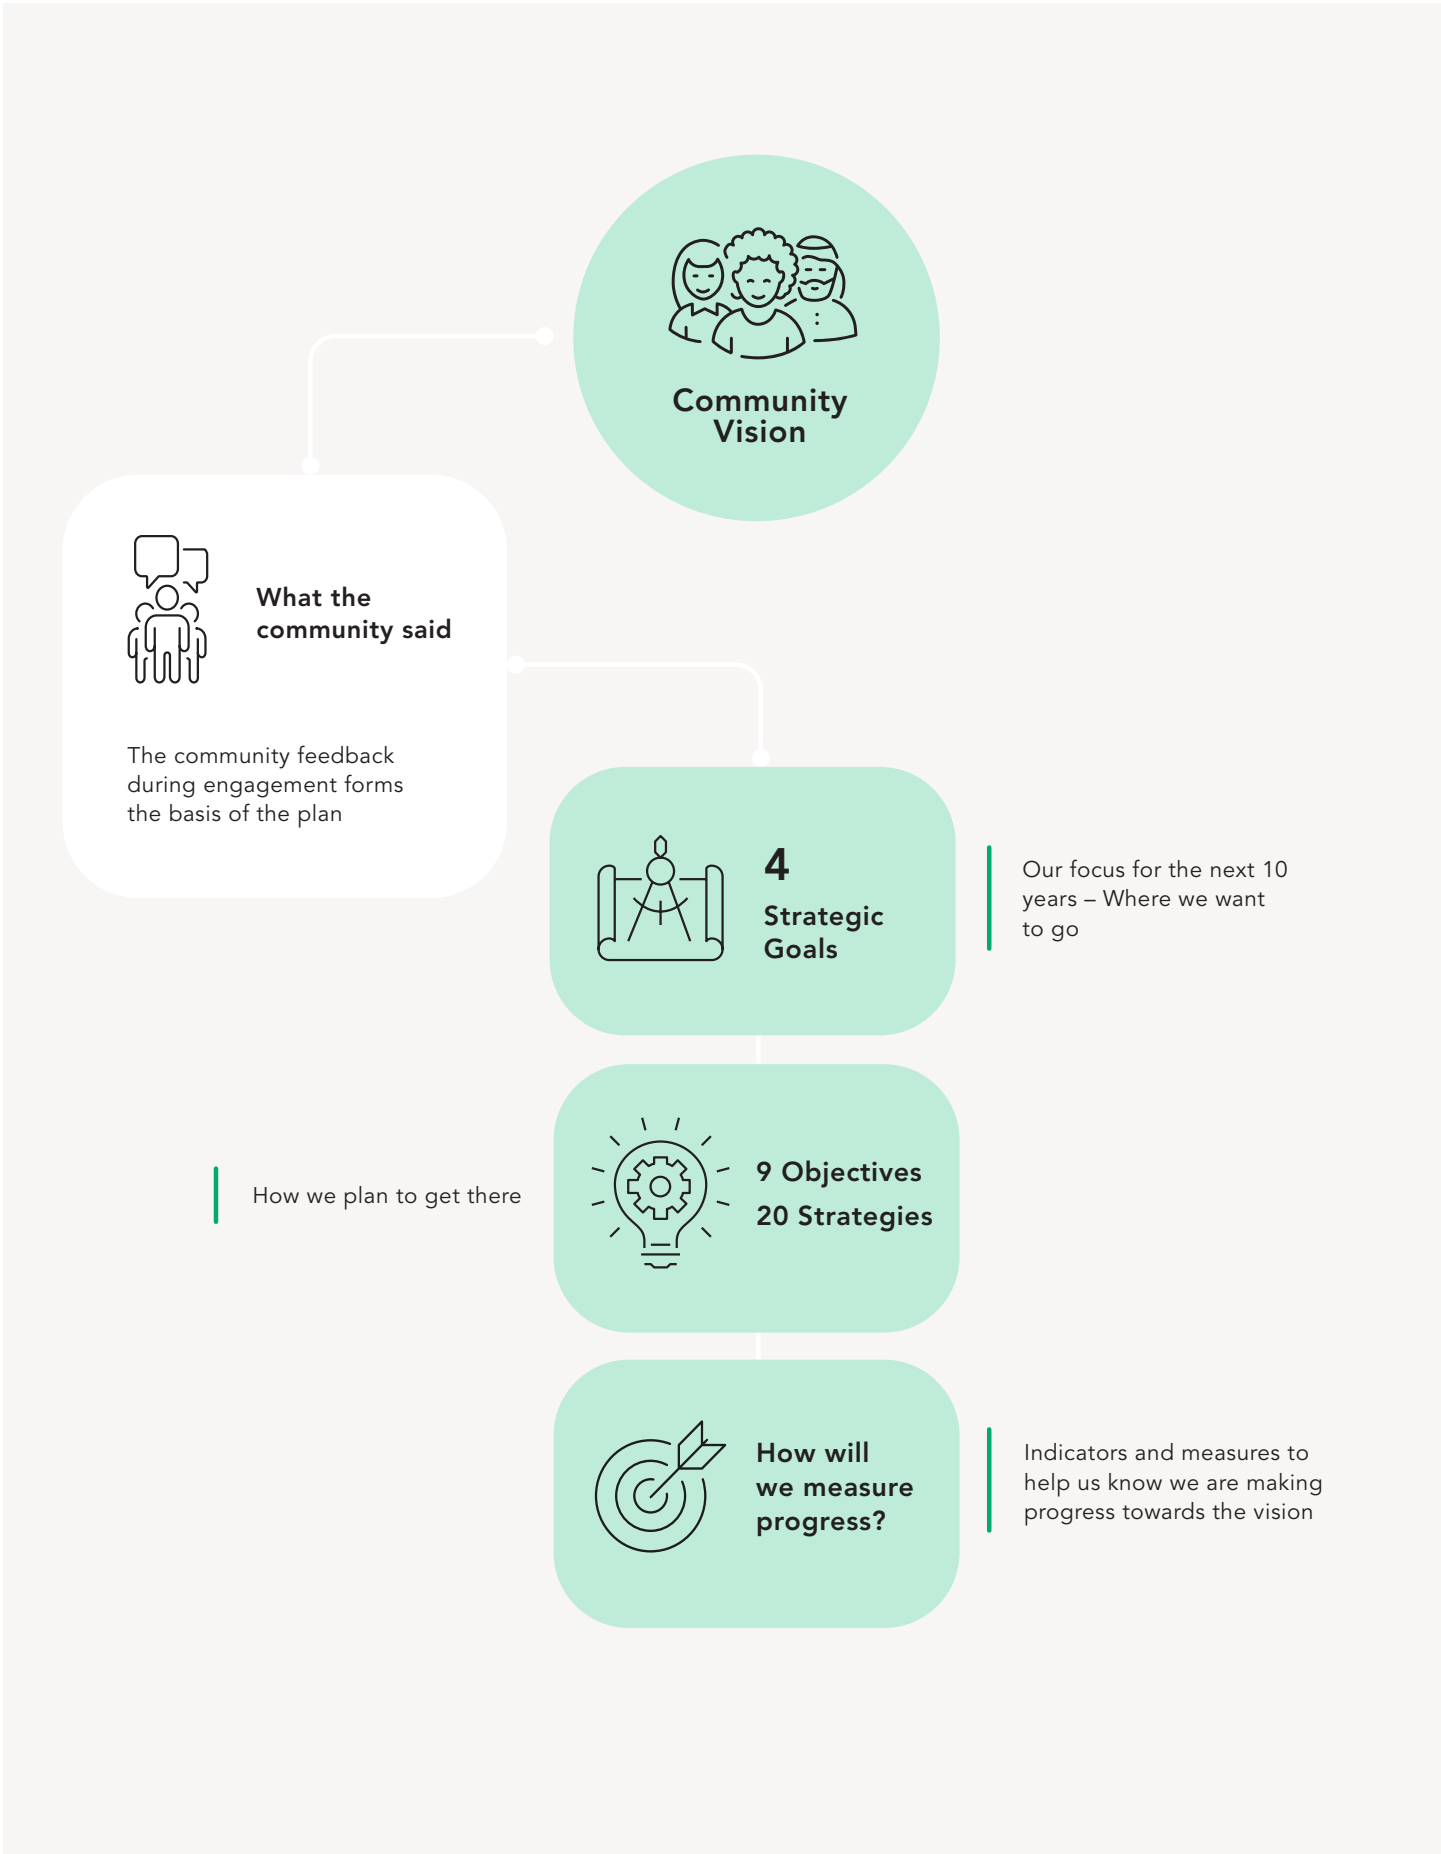 Community
Vision
What the
community said
The community feedback
during engagement forms
the basis of the plan
4
Strategic
Goals
Our focus for the next 10
years – Where we want
to go
How we plan to get there
9 Objectives
20 Strategies
How will
we measure
progress?
Indicators and measures to
help us know we are making
progress towards the vision